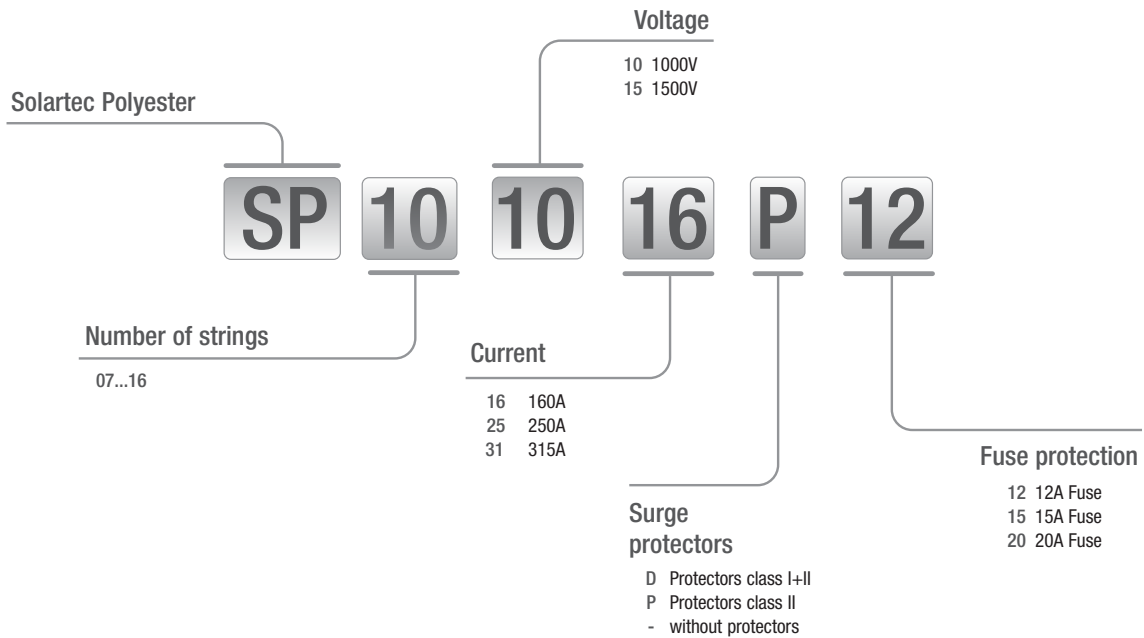 Voltage
10 1000V
15 1500V
Solartec Polyester
SP 10 10 16 P 12
Number of strings
07...16
Current
16 160A
25 250A
31 315A
Surge
protectors
D Protectors class I+II
P Protectors class II
- without protectors
Fuse protection
12 12A Fuse
15 15A Fuse
20 20A Fuse